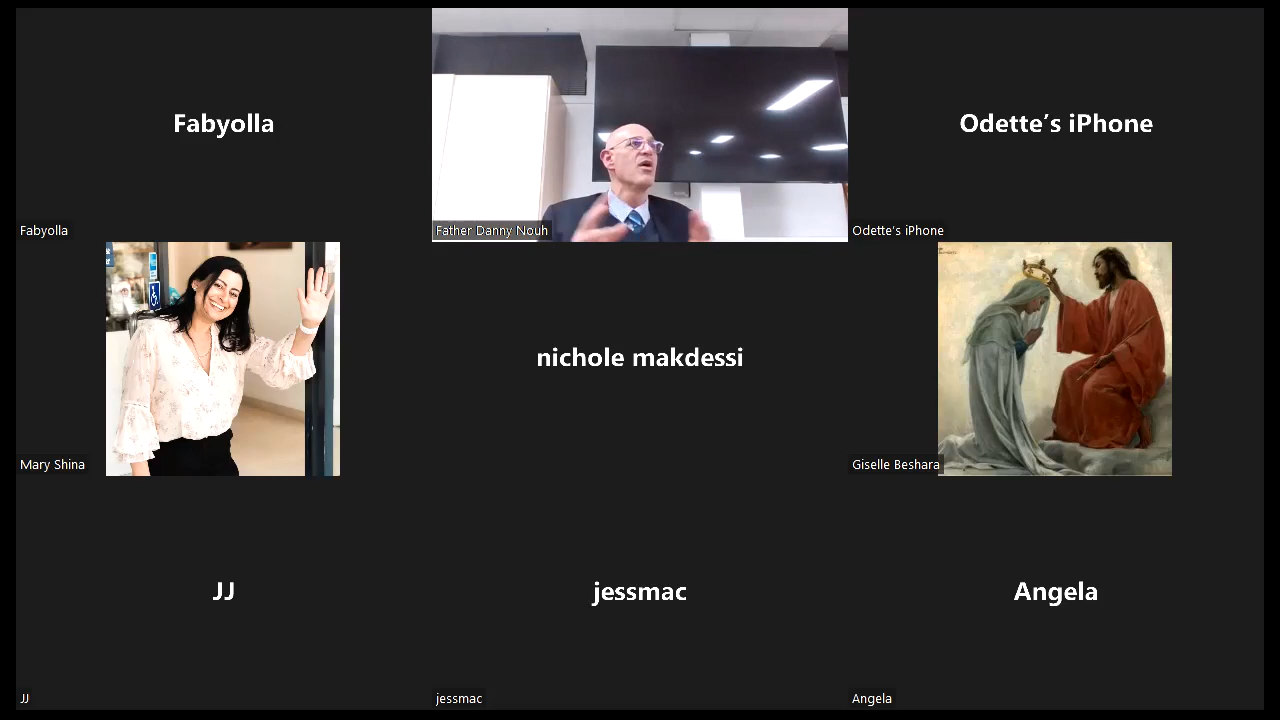 Fabyolla
Odette’s iPhone
Fabyolla
Father Danny Nouh
Odette's iPhone
nichole makdessi
Mary Shina
Giselle Beshara
JJ
jessmac
Angela
JJ
jessmac
Angela